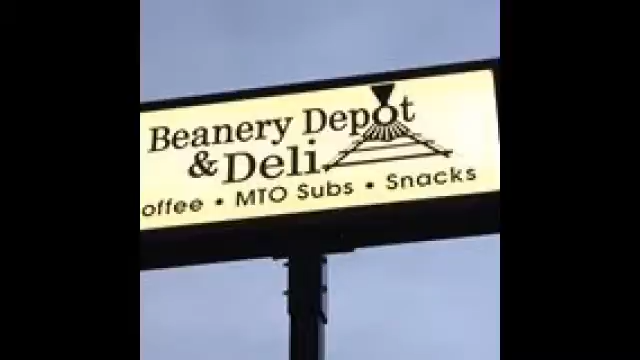 Beanery Depot
& Deli
offee • MTO Subs • Snacks